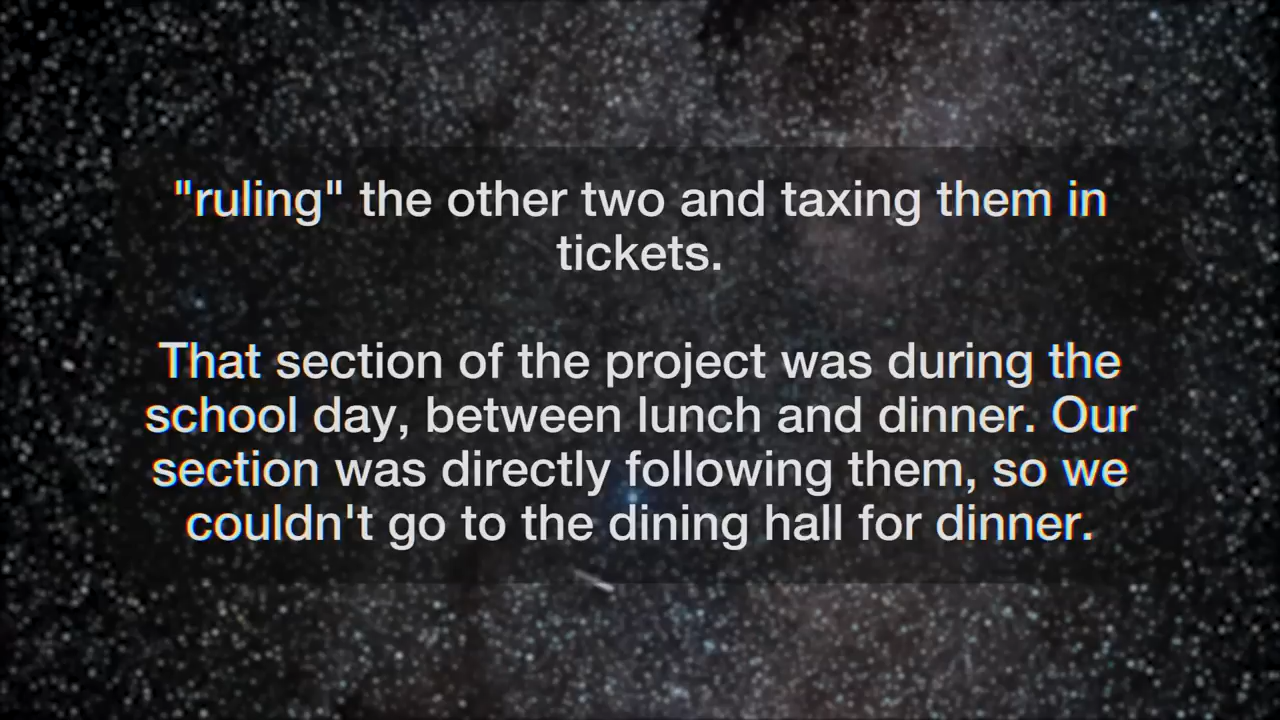 "ruling" the other two and taxing them in
tickets.
That section of the project was during the
school day, between lunch and dinner. Our
section was directly following them, so we
couldn't go to the dining hall for dinner.